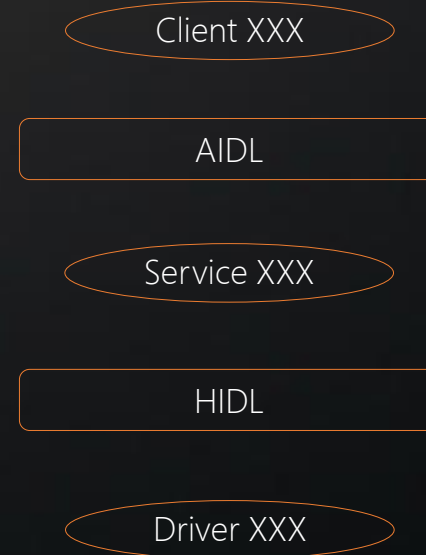 Client XXX
AIDL
Service XXX
HIDL
Driver XXX